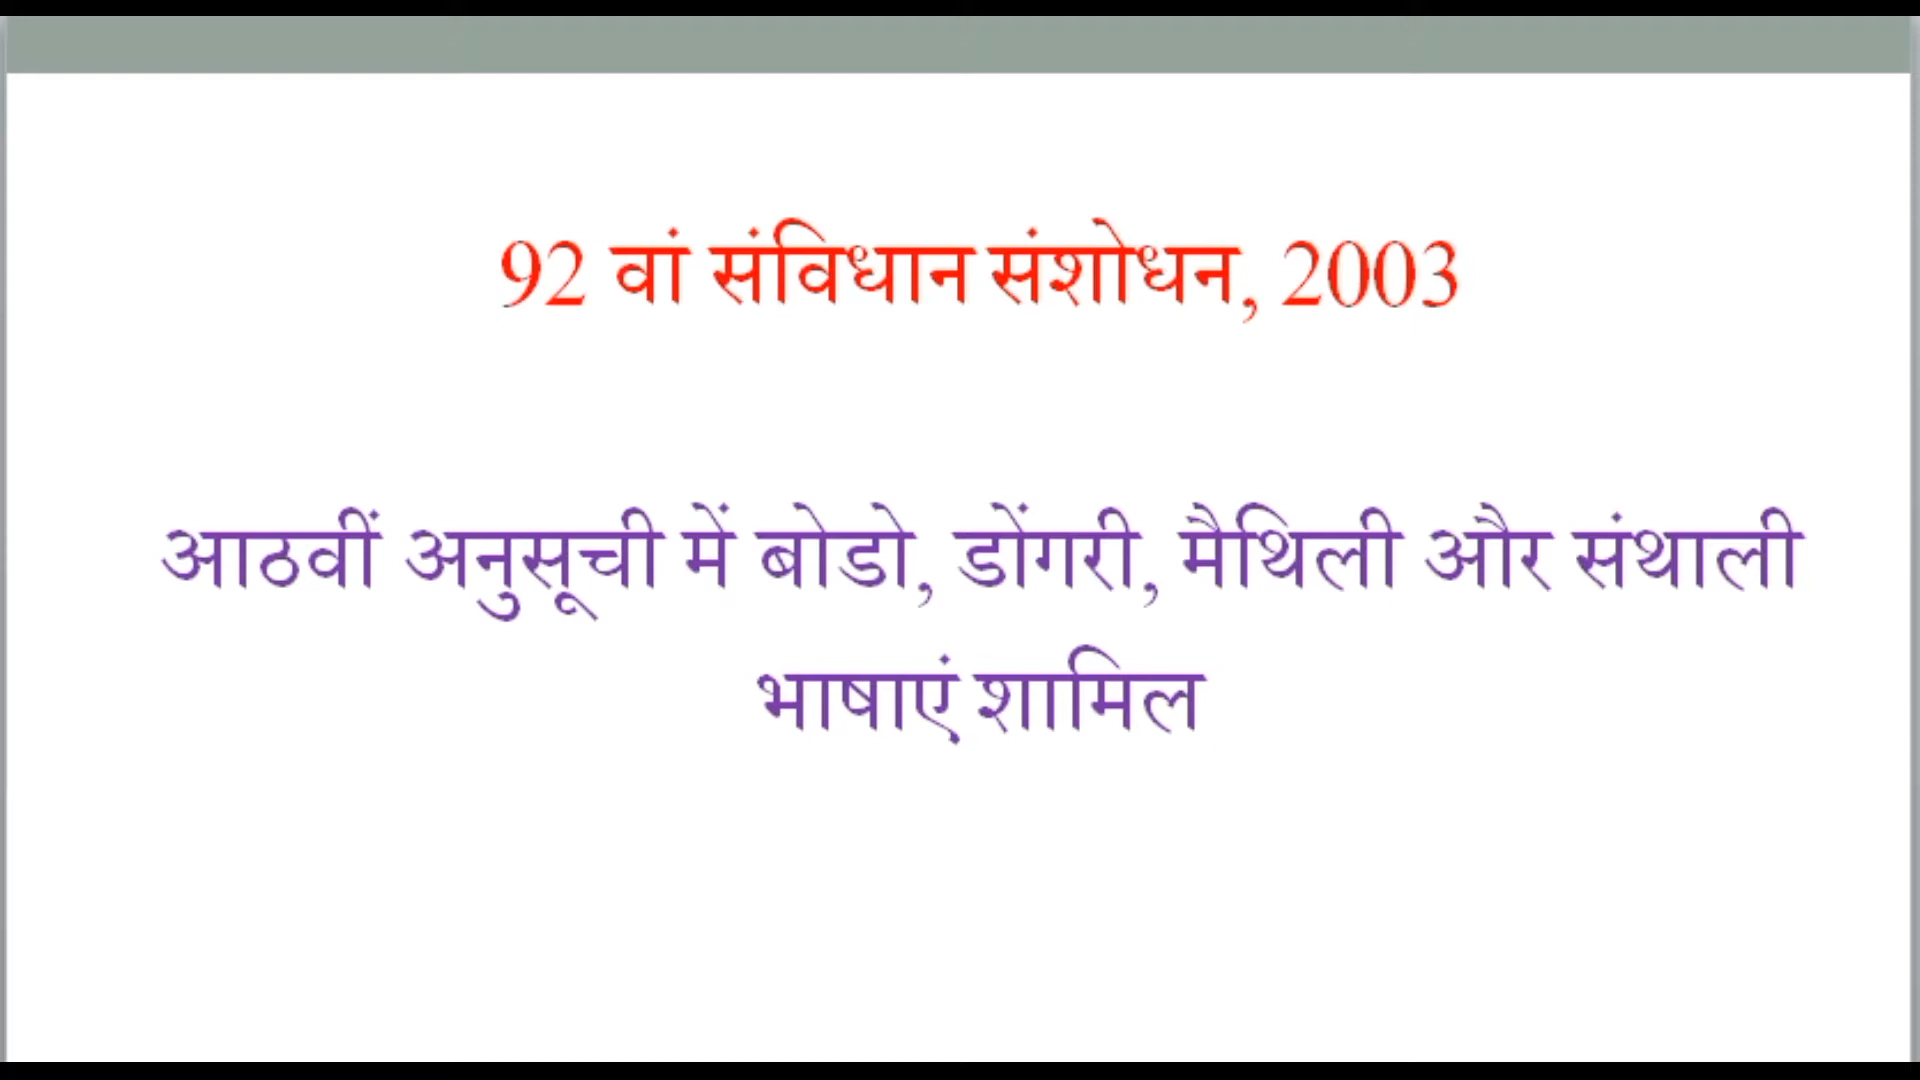 92 वां संविधान संशोधन, 2003
आठवीं अनुसूची में बोडो, डोंगरी, मैथिली और संथाली
भाषाएं शामिल